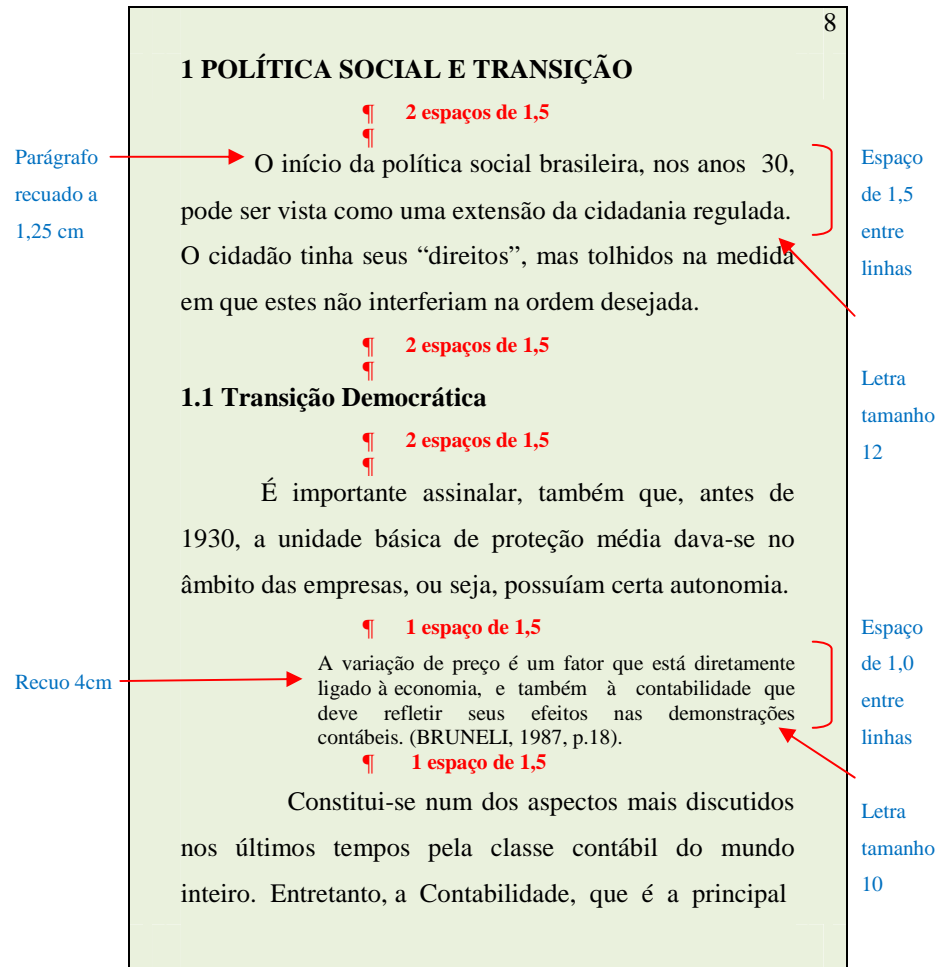 8
1 POLÍTICA SOCIAL E TRANSIÇÃO
¶ 2 espaços de 1,5
¶
Parágrafo
recuado a
1,25 cm
O início da política social brasileira, nos anos 30,
pode ser vista como uma extensão da cidadania regulada.
O cidadão tinha seus “direitos”, mas tolhidos na medida
em que estes não interferiam na ordem desejada.
Espaço
de 1,5
entre
linhas
Letra
tamanho
12
¶ 2 espaços de 1,5
¶
1.1 Transição Democrática
¶ 2 espaços de 1,5
¶
É importante assinalar, também que, antes de
1930, a unidade básica de proteção média dava-se no
âmbito das empresas, ou seja, possuíam certa autonomia.
¶ 1 espaço de 1,5
Recuo 4cm
A variação de preço é um fator que está diretamente
ligado à economia, e também à contabilidade que
deve refletir seus efeitos nas demonstrações
contábeis. (BRUNELI, 1987, p.18).
Espaço
de 1,0
entre
linhas
Letra
tamanho
10
¶ 1 espaço de 1,5
Constitui-se num dos aspectos mais discutidos
nos últimos tempos pela classe contábil do mundo
inteiro. Entretanto, a Contabilidade, que é a principal